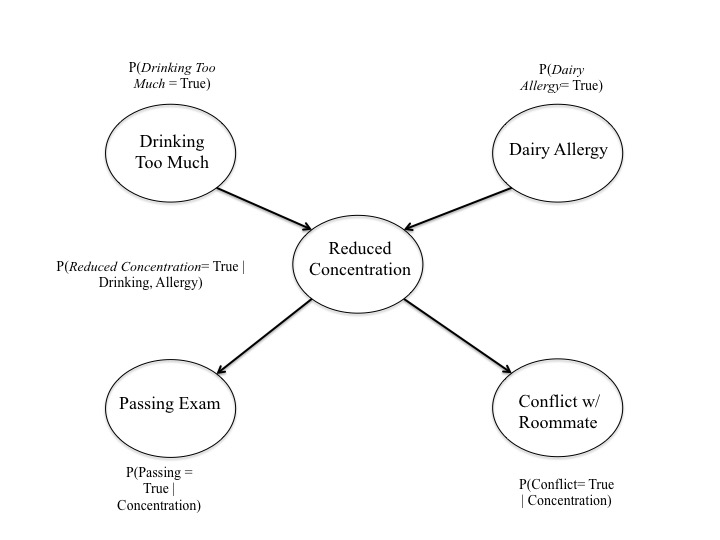 P(Drinking Too
Much = True)
P(Dairy
Allergy= True)
Drinking
Too Much
Dairy Allergy
Reduced
Concentration
P(Reduced Concentration= True |
Drinking, Allergy)
Passing Exam
Conflict w/
Roommate
P(Passing =
True |
Concentration)
P(Conflict= True
| Concentration)